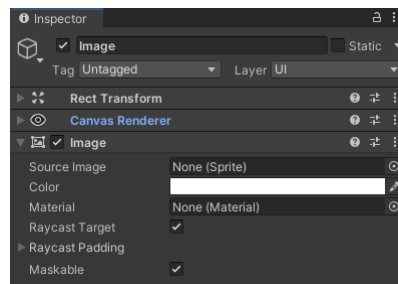 Inspector
Image Static
Tag Untagged Layer UI
Rect Transform
Canvas Renderer
Image
Source Image None (Sprite)
Color
Material None (Material)
Raycast Target
Raycast Padding
Maskable